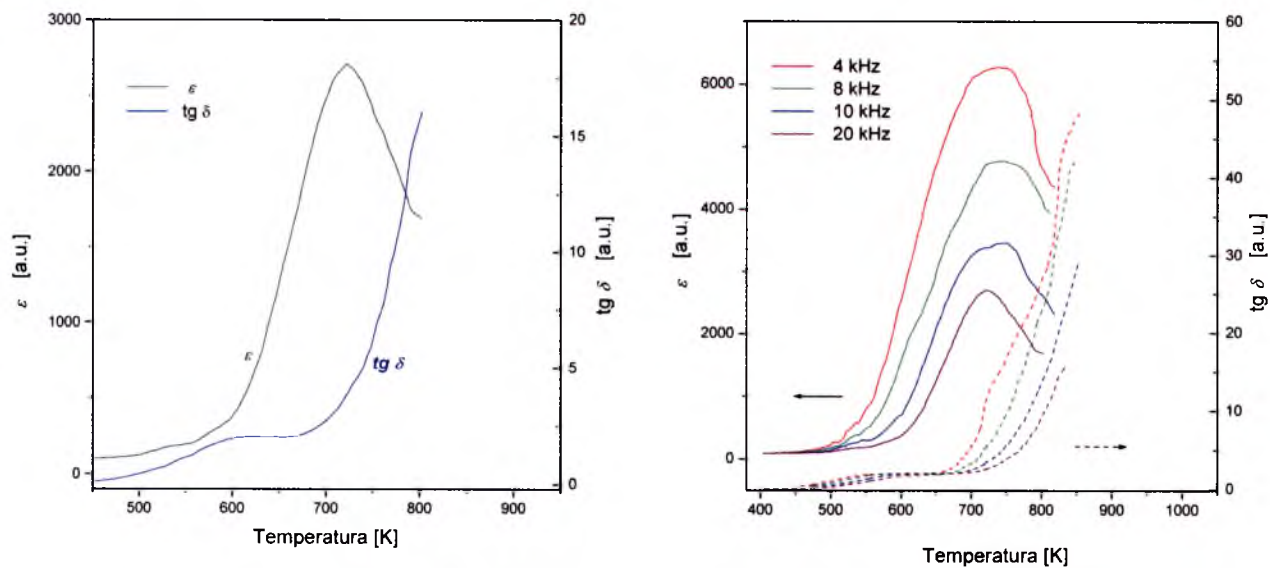 3000
2000
1000
0
ε [a.u.]
20
15
10
5
0
tg δ [a.u.]
ε
tg δ
ε
tg δ
500
600
700
800
900
Temperatura [K]
6000
4000
2000
0
ε [a.u.]
60
50
40
30
20
10
0
tg δ [a.u.]
4 kHz
8 kHz
10 kHz
20 kHz
400
500
600
700
800
900
1000
Temperatura [K]